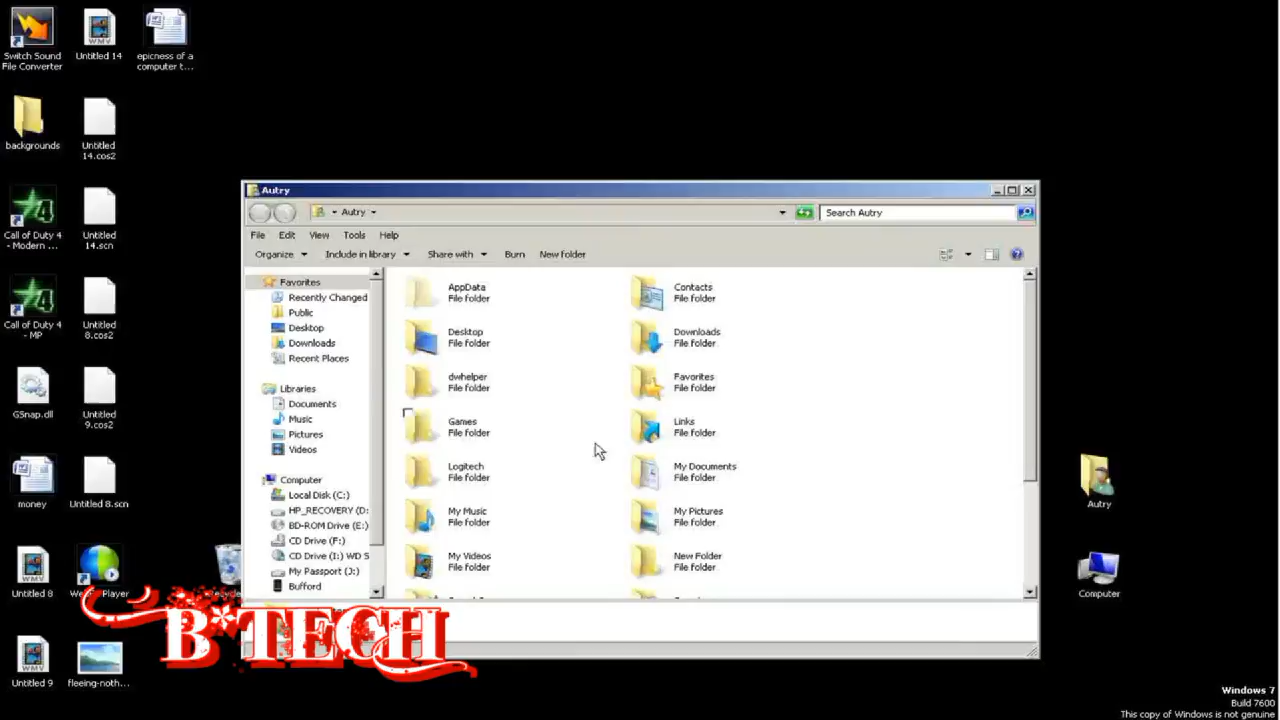 Switch Sound
File Converter
Untitled 14
epicness of a
computer t...
backgrounds
Untitled
14.cos2
Call of Duty 4
- Modern ...
Untitled
14.scn
Call of Duty 4
- MP
Untitled
8.cos2
GSnap.dll
Untitled
9.cos2
money
Untitled 8.scn
Untitled 8
Player
Untitled 9
fleeing-noth...
Autry
Autry
Search Autry
File Edit View Tools Help
Organize Include in library Share with Burn New folder
Favorites
Recently Changed
Public
Desktop
Downloads
Recent Places
Libraries
Documents
Music
Pictures
Videos
Computer
Local Disk (C:)
HP_RECOVERY (D:
BD-ROM Drive (E:)
CD Drive (F:)
CD Drive (I:) WD S
My Passport (J:)
Bufford
AppData
File folder
Contacts
File folder
Desktop
File folder
Downloads
File folder
dwhelper
File folder
Favorites
File folder
Games
File folder
Links
File folder
Logitech
File folder
My Documents
File folder
My Music
File folder
My Pictures
File folder
My Videos
File folder
New Folder
File folder
Autry
Computer
B*TECH
Windows 7
Build 7600
This copy of Windows is not genuine